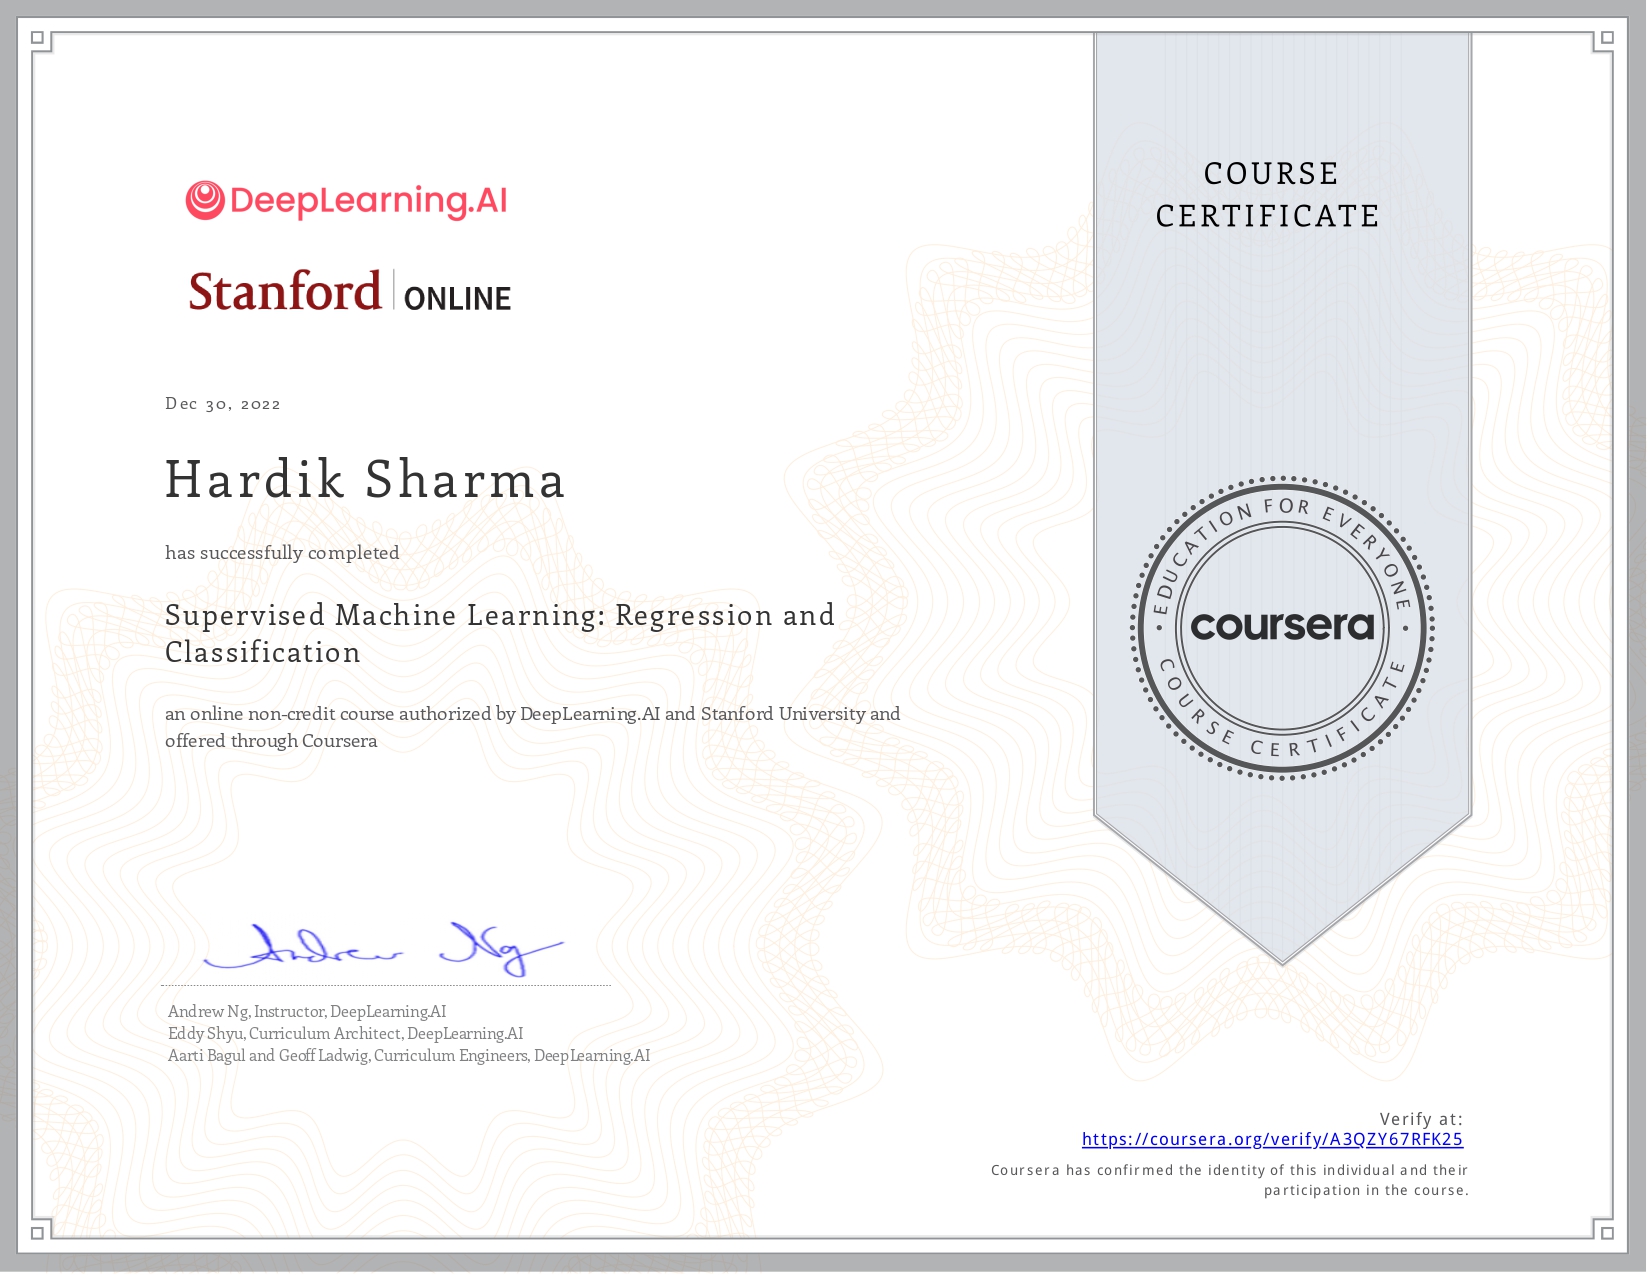 DeepLearning.AI
Stanford ONLINE
COURSE
CERTIFICATE
Dec 30, 2022
Hardik Sharma
has successfully completed
Supervised Machine Learning: Regression and
Classification
an online non-credit course authorized by DeepLearning.AI and Stanford University and
offered through Coursera
EDUCATION FOR EVERYONE
coursera
COURSE CERTIFICATE
Andrew Ng
Andrew Ng, Instructor, DeepLearning.AI
Eddy Shyu, Curriculum Architect, DeepLearning.AI
Aarti Bagul and Geoff Ladwig, Curriculum Engineers, DeepLearning.AI
Verify at:
https://coursera.org/verify/A3QZY67RFK25
Coursera has confirmed the identity of this individual and their
participation in the course.